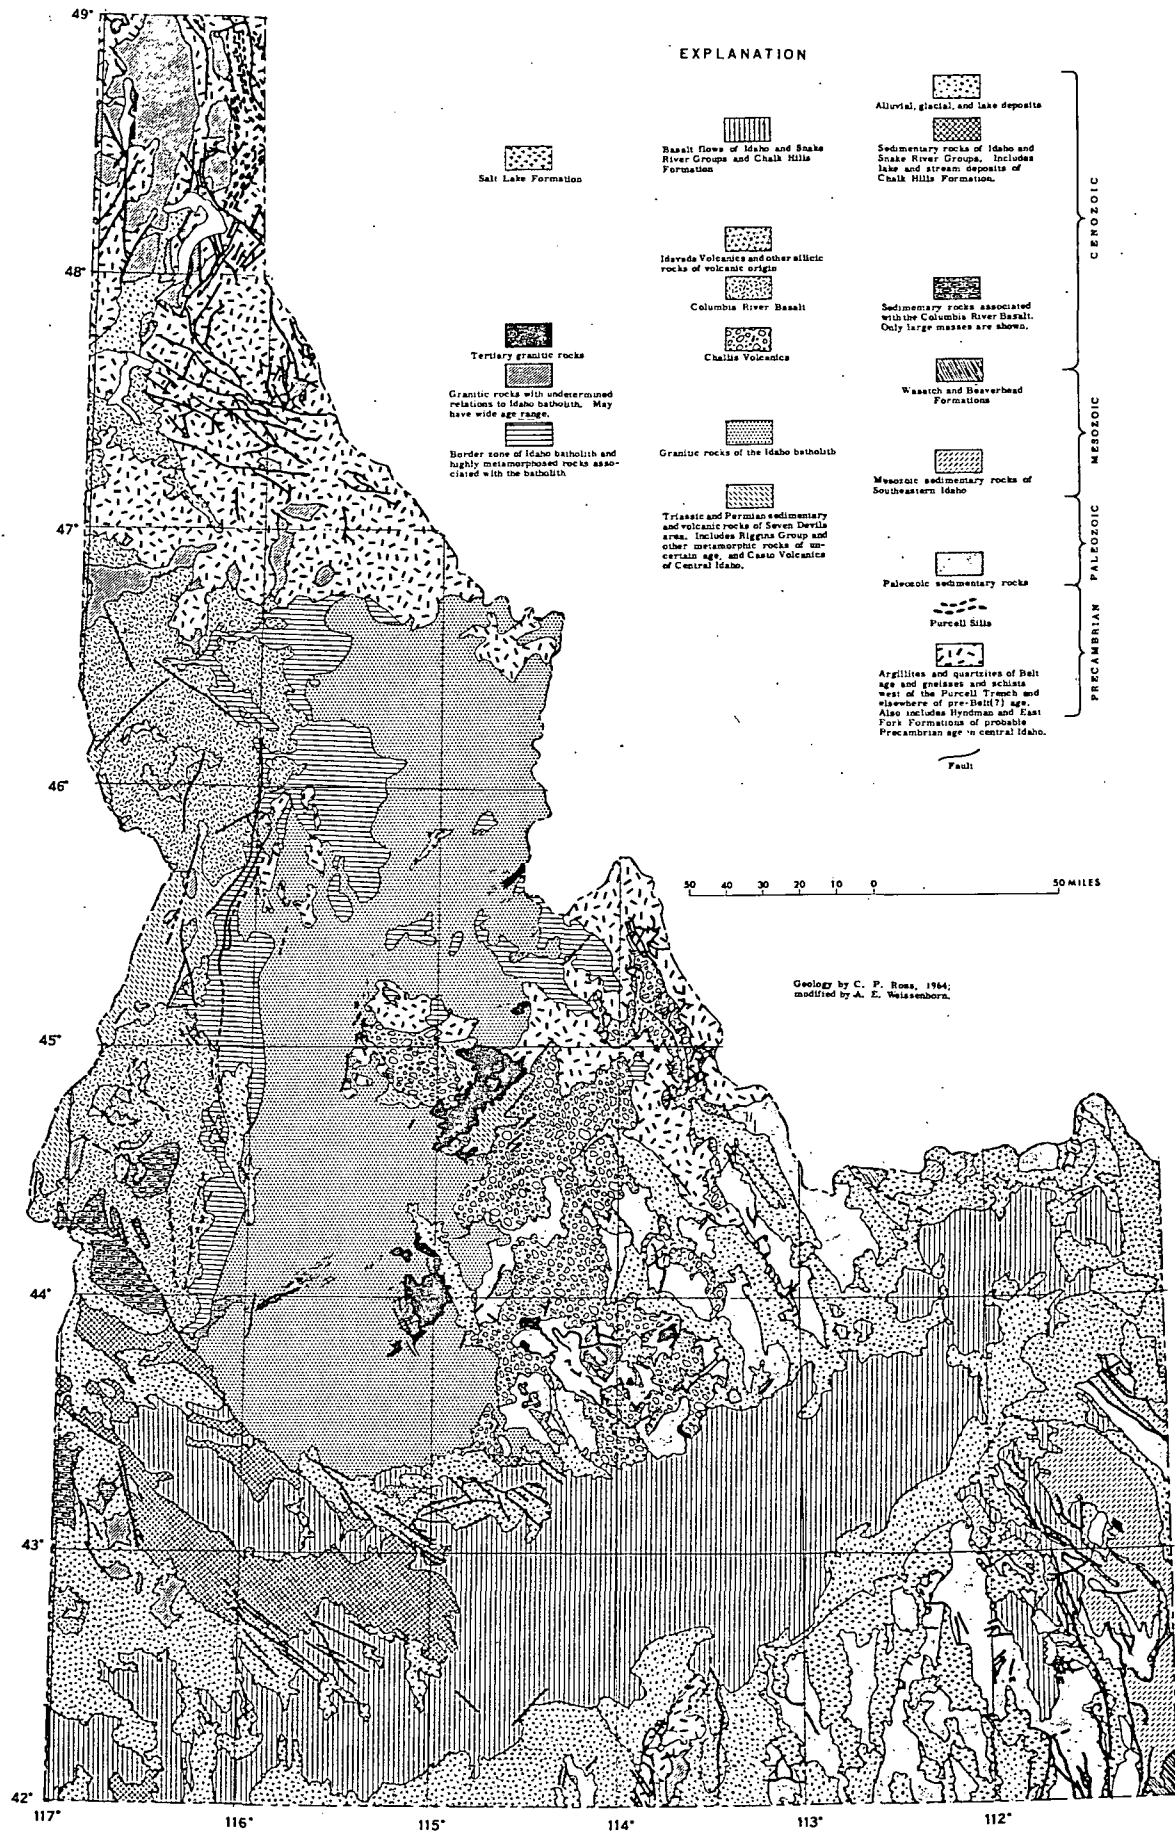 EXPLANATION
Alluvial, glacial, and lake deposits
Basalt flows of Idaho and Snake
River Groups and Chalk Hills
Formation
Sedimentary rocks of Idaho and
Snake River Groups. Includes
lake and stream deposits of
Chalk Hills Formation.
Salt Lake Formation
Idavada Volcanics and other silicic
rocks of volcanic origin
Columbia River Basalt
Sedimentary rocks associated
with the Columbia River Basalt.
Only large masses are shown.
Tertiary granitic rocks
Challis Volcanics
Granitic rocks with undetermined
relations to Idaho batholith. May
have wide age range.
Wasatch and Beaverhead
Formations
Border zone of Idaho batholith and
highly metamorphosed rocks asso-
ciated with the batholith
Granitic rocks of the Idaho batholith
Mesozoic sedimentary rocks of
Southeastern Idaho
Triassic and Permian sedimentary
and volcanic rocks of Seven Devils
area. Includes Riggins Group and
other metamorphic rocks of un-
certain age, and Casto Volcanics
of Central Idaho.
Paleozoic sedimentary rocks
Purcell Sills
Argillites and quartzites of Belt
age and gneisses and schists
west of the Purcell Trench and
elsewhere of pre-Belt(?) age.
Also includes Hyndman and East
Fork Formations of probable
Precambrian age in central Idaho.
Fault
CENOZOIC
MESOZOIC
PALEOZOIC
PRECAMBRIAN
50 40 30 20 10 0 50 MILES
Geology by C. P. Ross, 1964;
modified by A. E. Weissenborn.
49°
48°
47°
46°
45°
44°
43°
42°
117° 116° 115° 114° 113° 112°